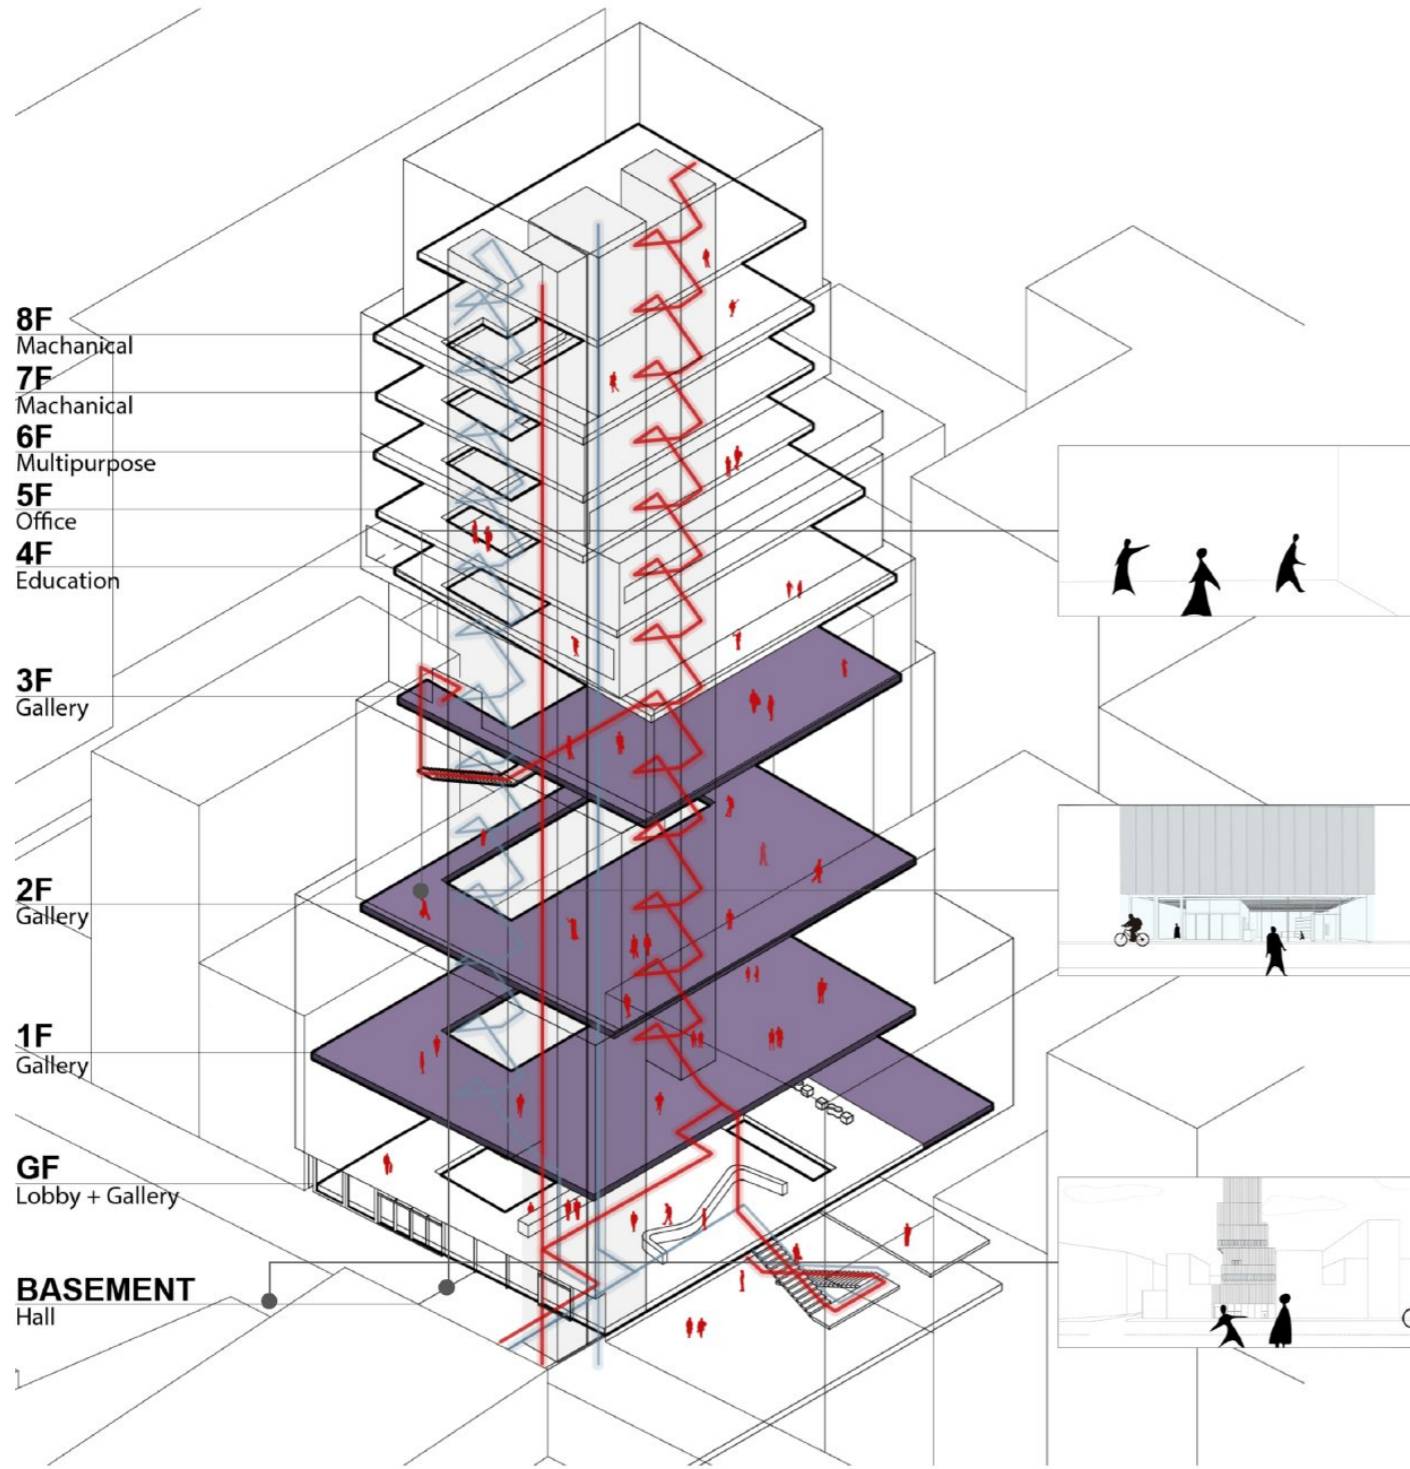 8F
Machanical
7F
Machanical
6F
Multipurpose
5F
Office
4F
Education
3F
Gallery
2F
Gallery
1F
Gallery
GF
Lobby + Gallery
BASEMENT
Hall